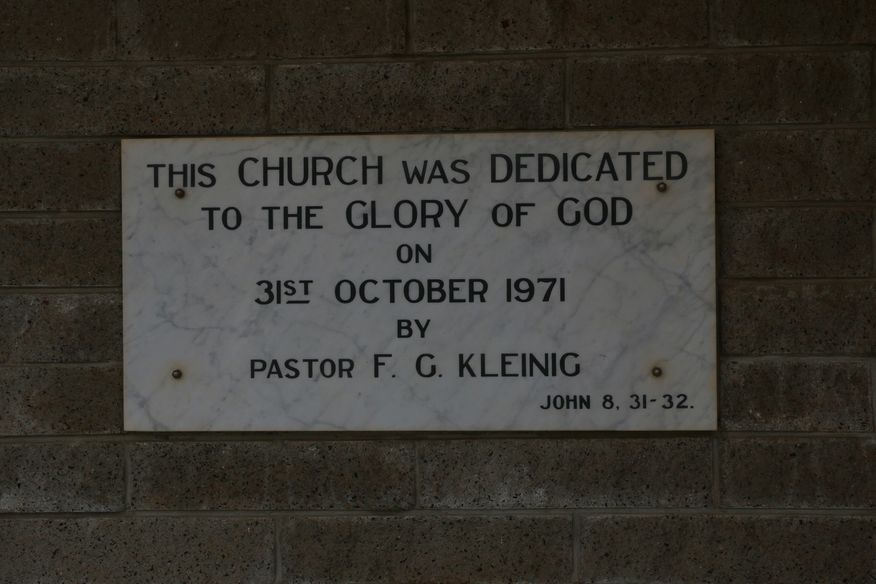 THIS CHURCH WAS DEDICATED
TO THE GLORY OF GOD
ON
31ST OCTOBER 1971
BY
PASTOR F. G. KLEINIG
JOHN 8, 31-32.